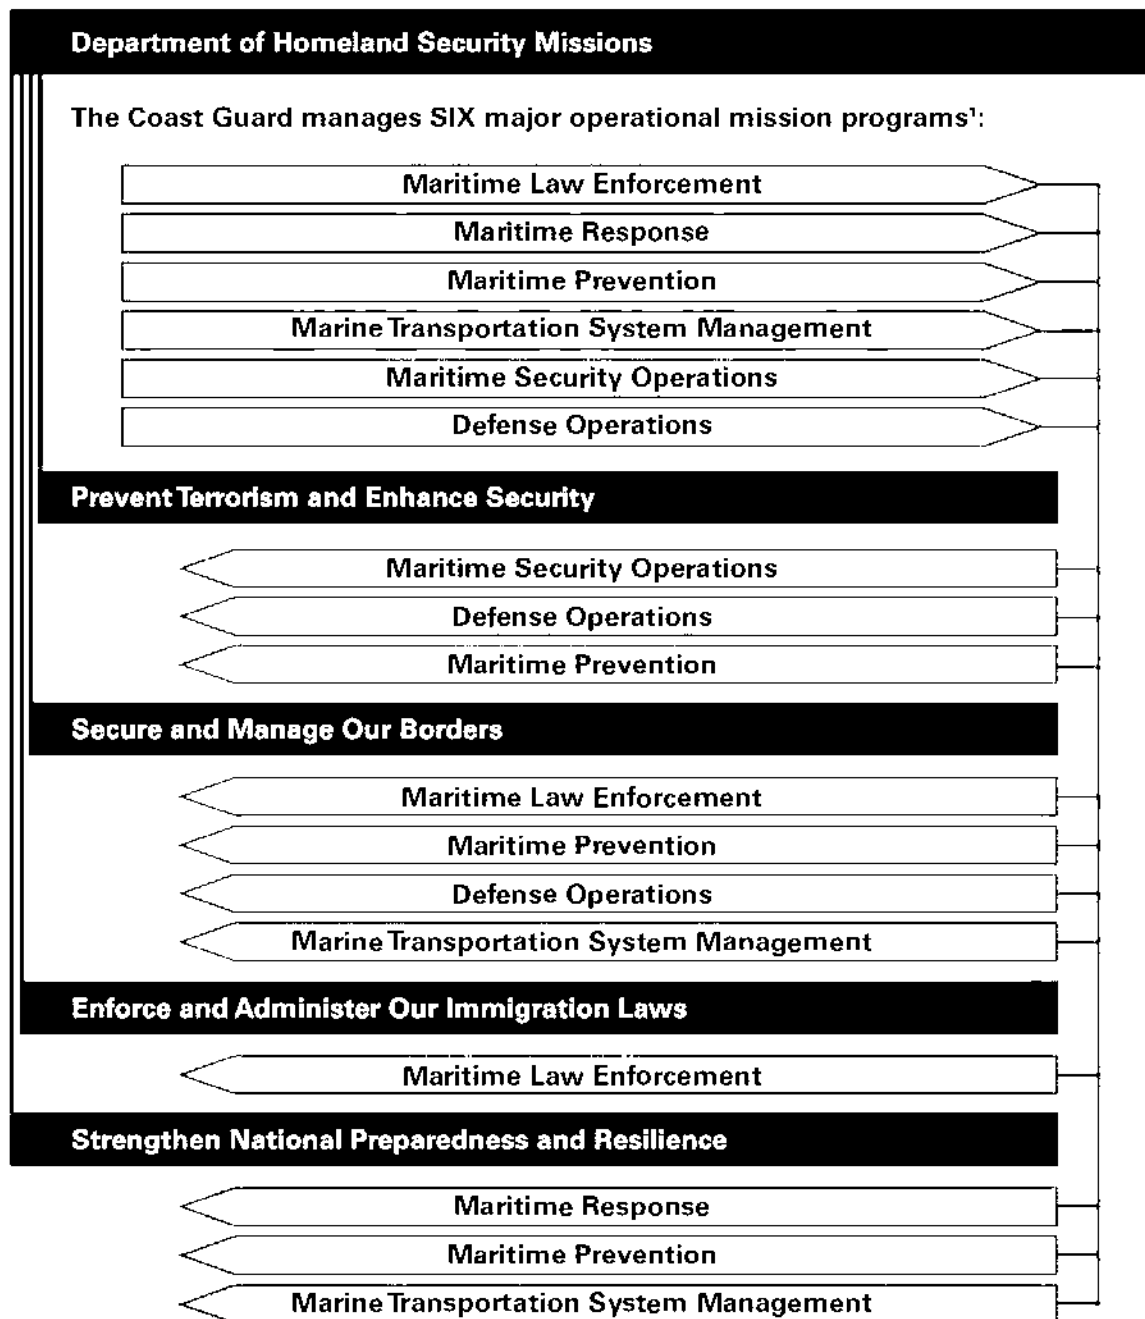 Department of Homeland Security Missions
The Coast Guard manages SIX major operational mission programs¹:
Maritime Law Enforcement
Maritime Response
Maritime Prevention
Marine Transportation System Management
Maritime Security Operations
Defense Operations
Prevent Terrorism and Enhance Security
Maritime Security Operations
Defense Operations
Maritime Prevention
Secure and Manage Our Borders
Maritime Law Enforcement
Maritime Prevention
Defense Operations
Marine Transportation System Management
Enforce and Administer Our Immigration Laws
Maritime Law Enforcement
Strengthen National Preparedness and Resilience
Maritime Response
Maritime Prevention
Marine Transportation System Management